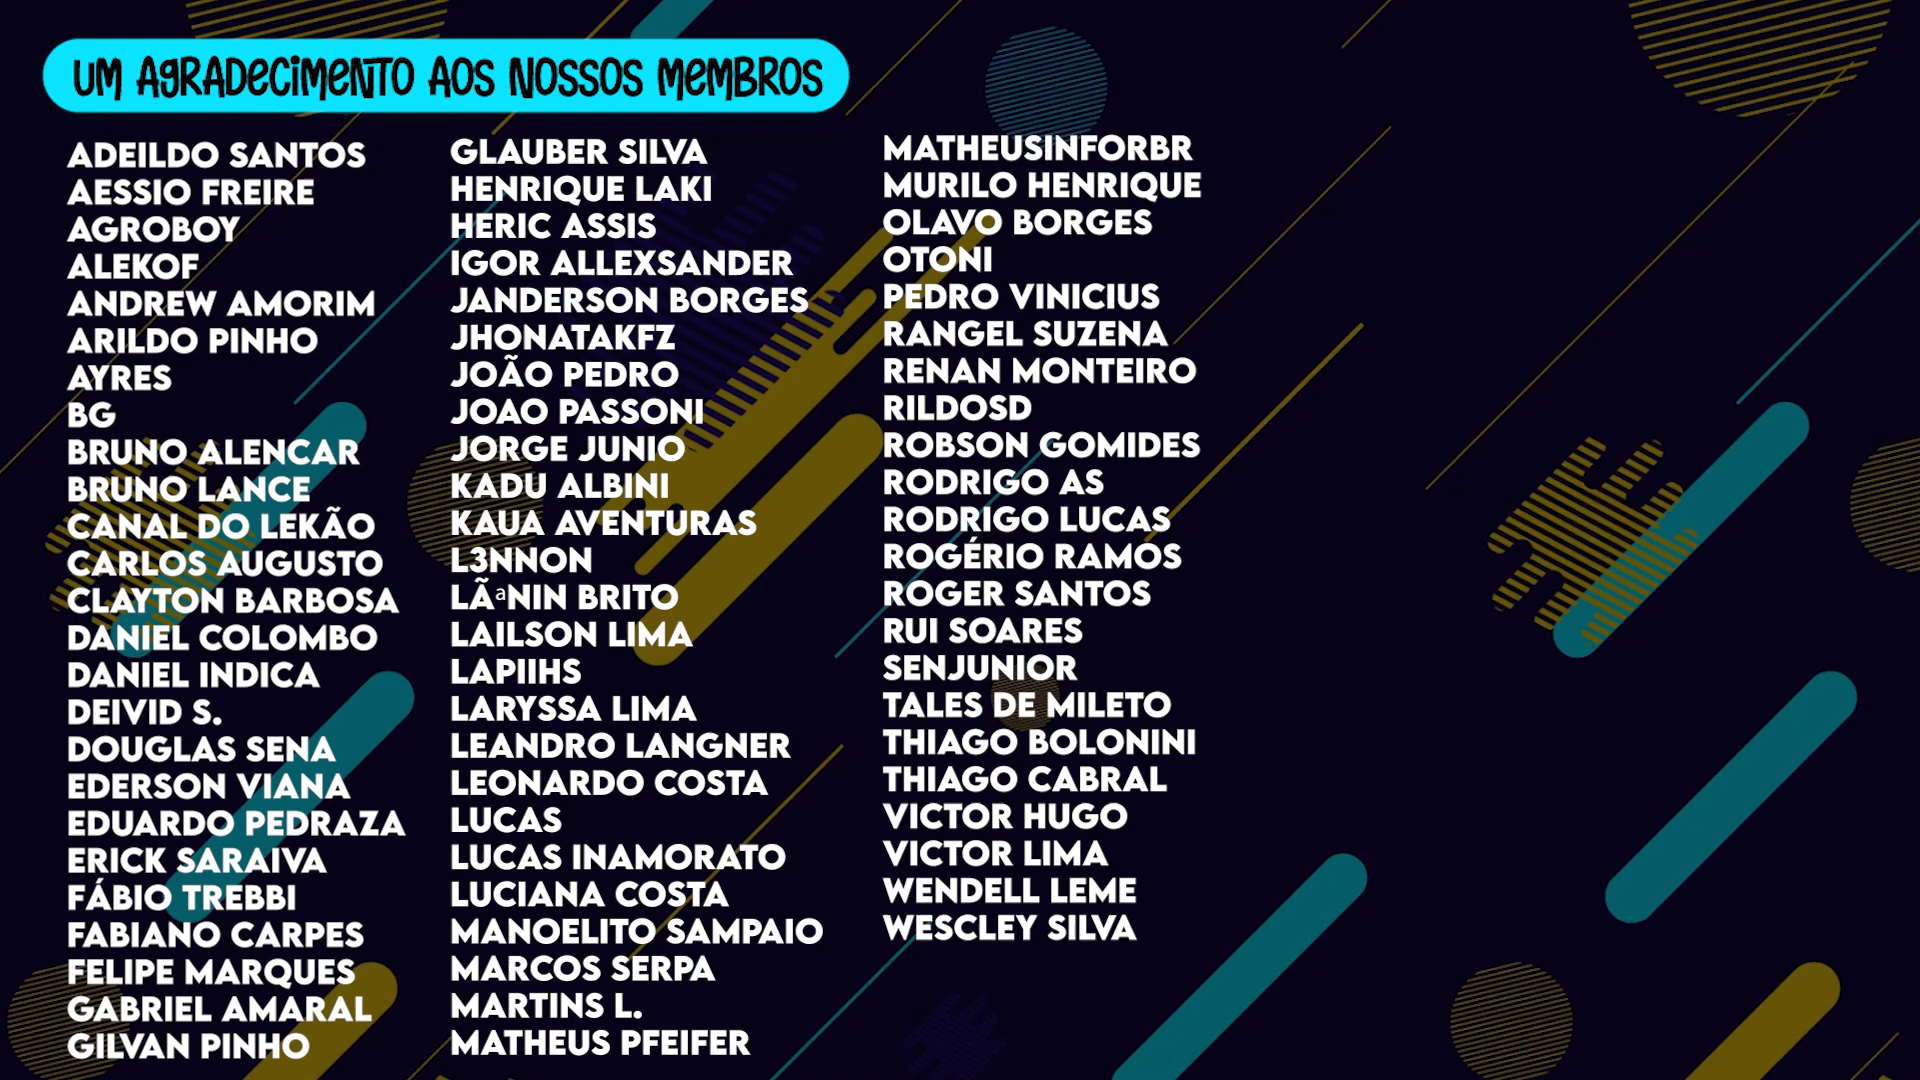 UM AGRADECIMENTO AOS NOSSOS MEMBROS
ADEILDO SANTOS
AESSIO FREIRE
AGROBOY
ALEKOF
ANDREW AMORIM
ARILDO PINHO
AYRES
BG
BRUNO ALENCAR
BRUNO LANCE
CANAL DO LEKÃO
CARLOS AUGUSTO
CLAYTON BARBOSA
DANIEL COLOMBO
DANIEL INDICA
DEIVID S.
DOUGLAS SENA
EDERSON VIANA
EDUARDO PEDRAZA
ERICK SARAIVA
FÁBIO TREBBI
FABIANO CARPES
FELIPE MARQUES
GABRIEL AMARAL
GILVAN PINHO
GLAUBER SILVA
HENRIQUE LAKI
HERIC ASSIS
IGOR ALLEXSANDER
JANDERSON BORGES
JHONATAKFZ
JOÃO PEDRO
JOAO PASSONI
JORGE JUNIO
KADU ALBINI
KAUA AVENTURAS
L3NNON
LÃªNIN BRITO
LAILSON LIMA
LAPIIHS
LARYSSA LIMA
LEANDRO LANGNER
LEONARDO COSTA
LUCAS
LUCAS INAMORATO
LUCIANA COSTA
MANOELITO SAMPAIO
MARCOS SERPA
MARTINS L.
MATHEUS PFEIFER
MATHEUSINFORBR
MURILO HENRIQUE
OLAVO BORGES
OTONI
PEDRO VINICIUS
RANGEL SUZENA
RENAN MONTEIRO
RILDOSD
ROBSON GOMIDES
RODRIGO AS
RODRIGO LUCAS
ROGÉRIO RAMOS
ROGER SANTOS
RUI SOARES
SENJUNIOR
TALES DE MILETO
THIAGO BOLONINI
THIAGO CABRAL
VICTOR HUGO
VICTOR LIMA
WENDELL LEME
WESCLEY SILVA